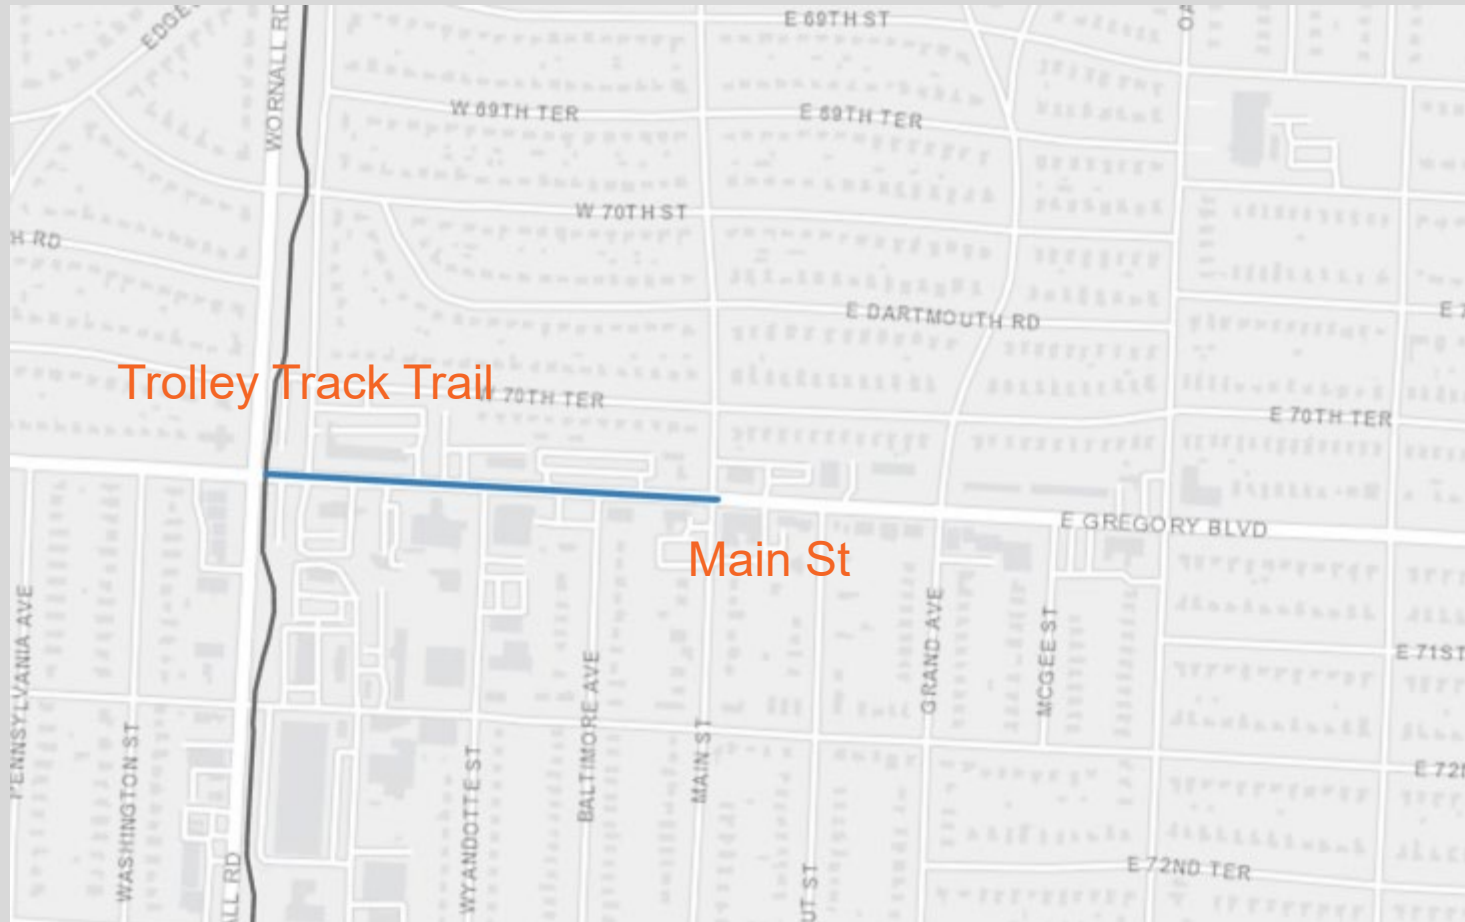 E 69TH ST
WORNALL RD
W 69TH TER
E 69TH TER
W 70TH ST
H RD
E DARTMOUTH RD
Trolley Track Trail
W 70TH TER
E 70TH TER
E GREGORY BLVD
Main St
PENNSYLVANIA AVE
WASHINGTON ST
WYANDOTTE ST
BALTIMORE AVE
MAIN ST
GRAND AVE
MCGEE ST
E 71ST
E 72ND TER
UT ST
ALL RD